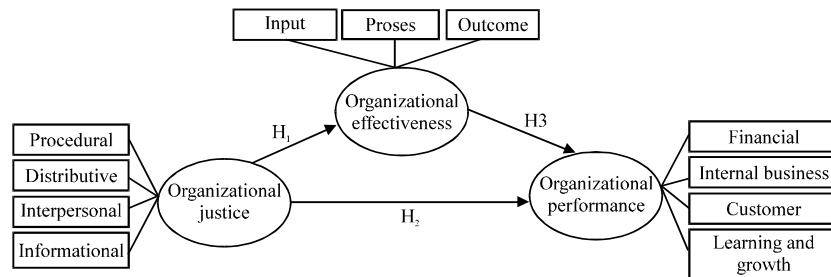 Input
Proses
Outcome
Organizational
effectiveness
H₁
H3
Procedural
Distributive
Interpersonal
Informational
Organizational
justice
H₂
Organizational
performance
Financial
Internal business
Customer
Learning and
growth